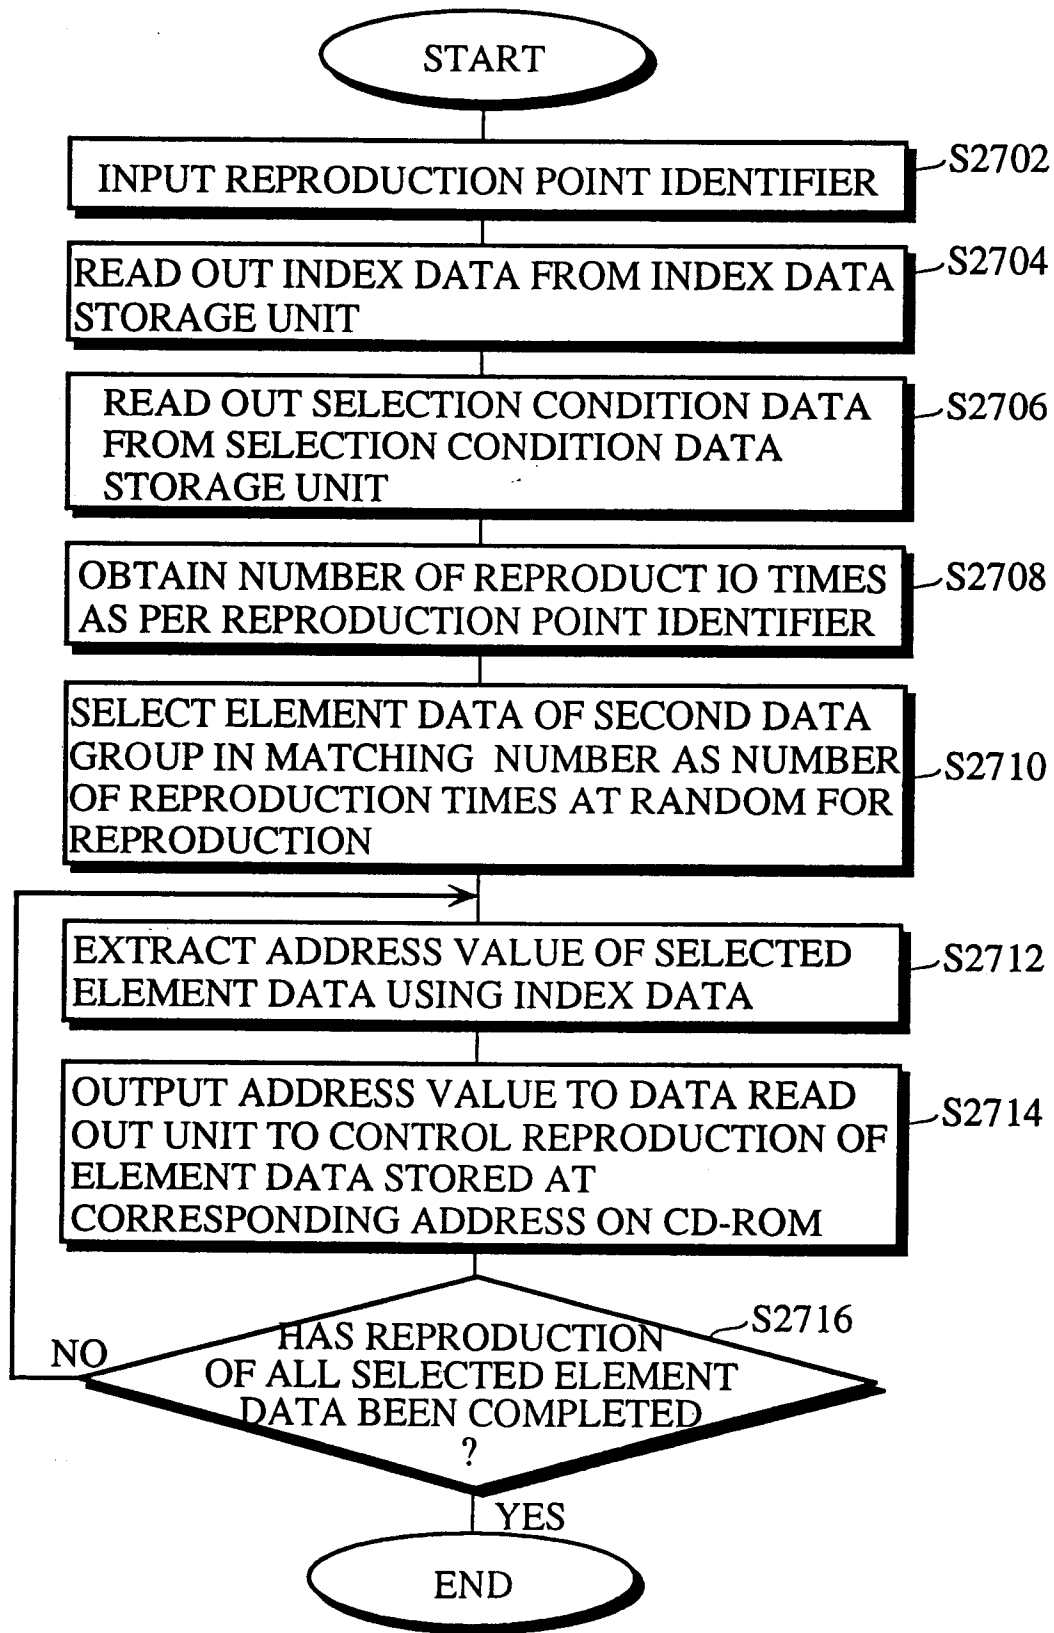 START
INPUT REPRODUCTION POINT IDENTIFIER
S2702
READ OUT INDEX DATA FROM INDEX DATA
STORAGE UNIT
S2704
READ OUT SELECTION CONDITION DATA
FROM SELECTION CONDITION DATA
STORAGE UNIT
S2706
OBTAIN NUMBER OF REPRODUCT IO TIMES
AS PER REPRODUCTION POINT IDENTIFIER
S2708
SELECT ELEMENT DATA OF SECOND DATA
GROUP IN MATCHING NUMBER AS NUMBER
OF REPRODUCTION TIMES AT RANDOM FOR
REPRODUCTION
S2710
EXTRACT ADDRESS VALUE OF SELECTED
ELEMENT DATA USING INDEX DATA
S2712
OUTPUT ADDRESS VALUE TO DATA READ
OUT UNIT TO CONTROL REPRODUCTION OF
ELEMENT DATA STORED AT
CORRESPONDING ADDRESS ON CD-ROM
S2714
HAS REPRODUCTION
OF ALL SELECTED ELEMENT
DATA BEEN COMPLETED
?
S2716
NO
YES
END